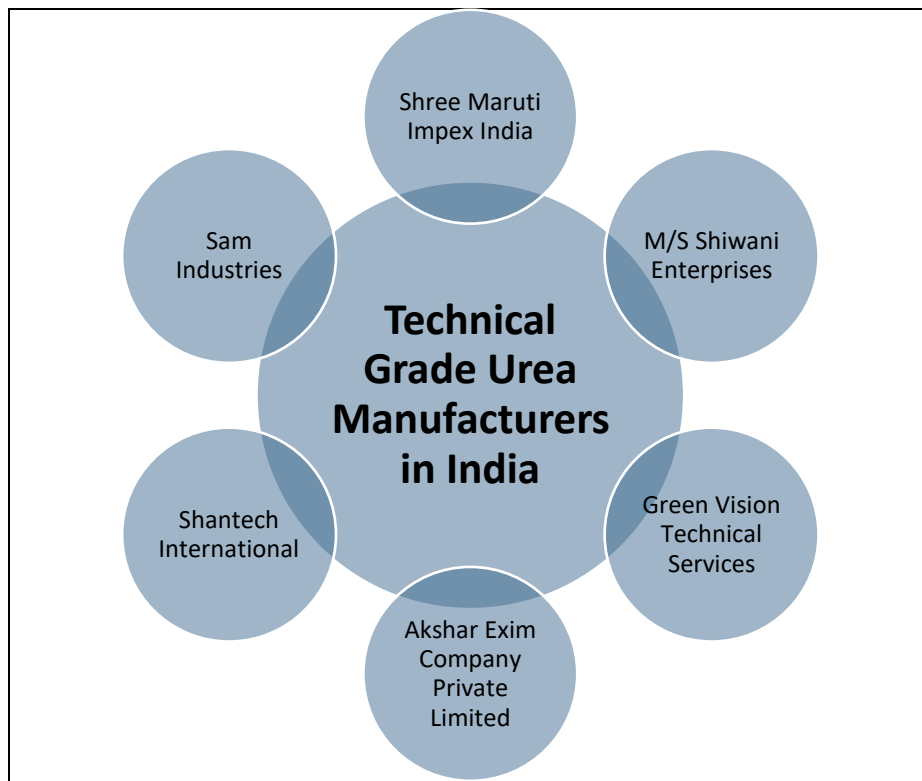 Shree Maruti
Impex India
M/S Shiwani
Enterprises
Green Vision
Technical
Services
Akshar Exim
Company
Private
Limited
Shantech
International
Sam
Industries
Technical
Grade Urea
Manufacturers
in India